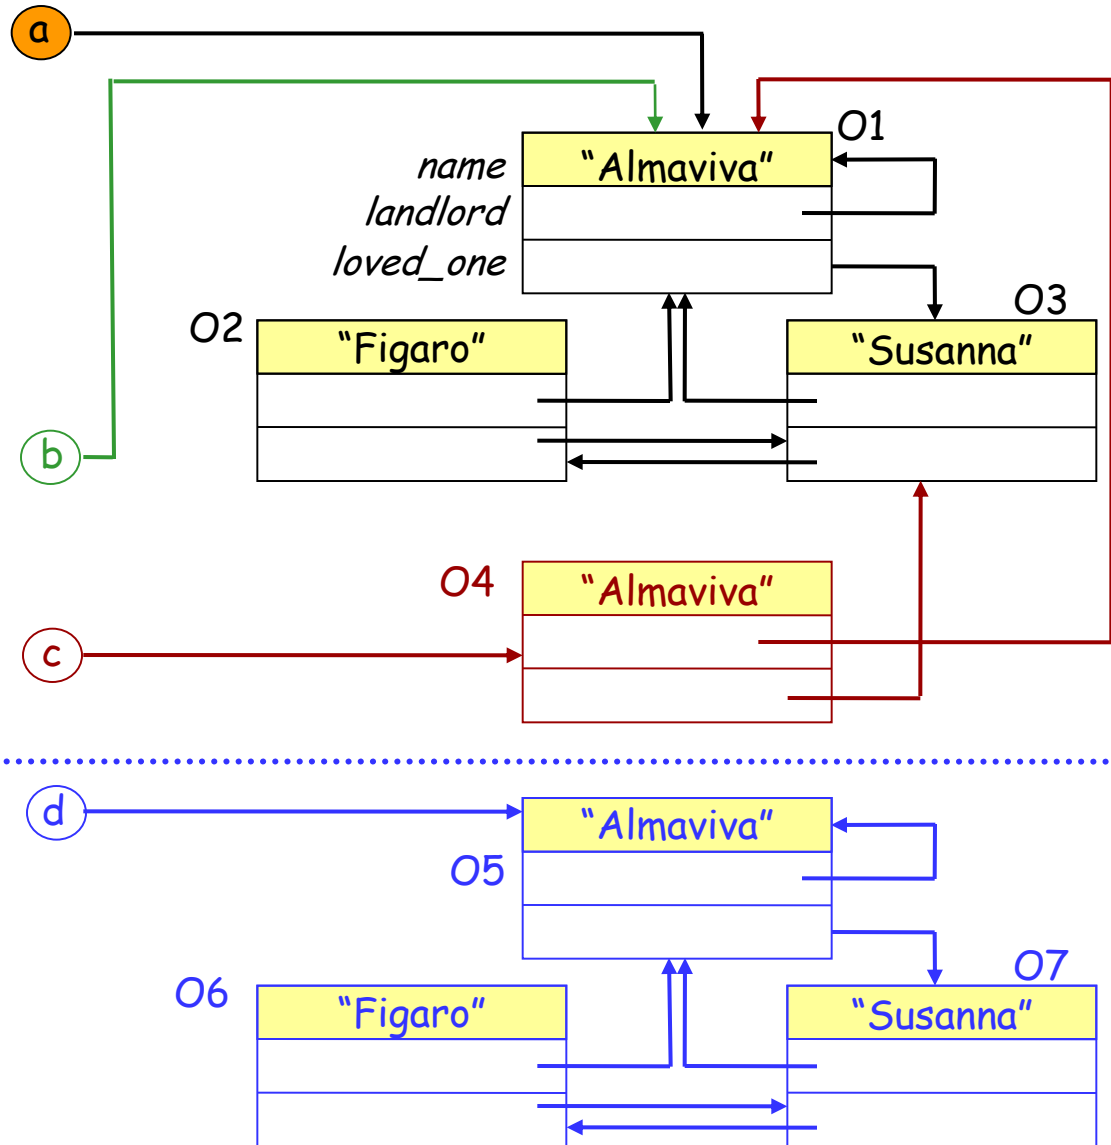 a
O1
name "Almaviva"
landlord
loved_one
O2
O3
"Figaro"
"Susanna"
b
O4
"Almaviva"
c
d
"Almaviva"
O5
O7
O6
"Figaro"
"Susanna"